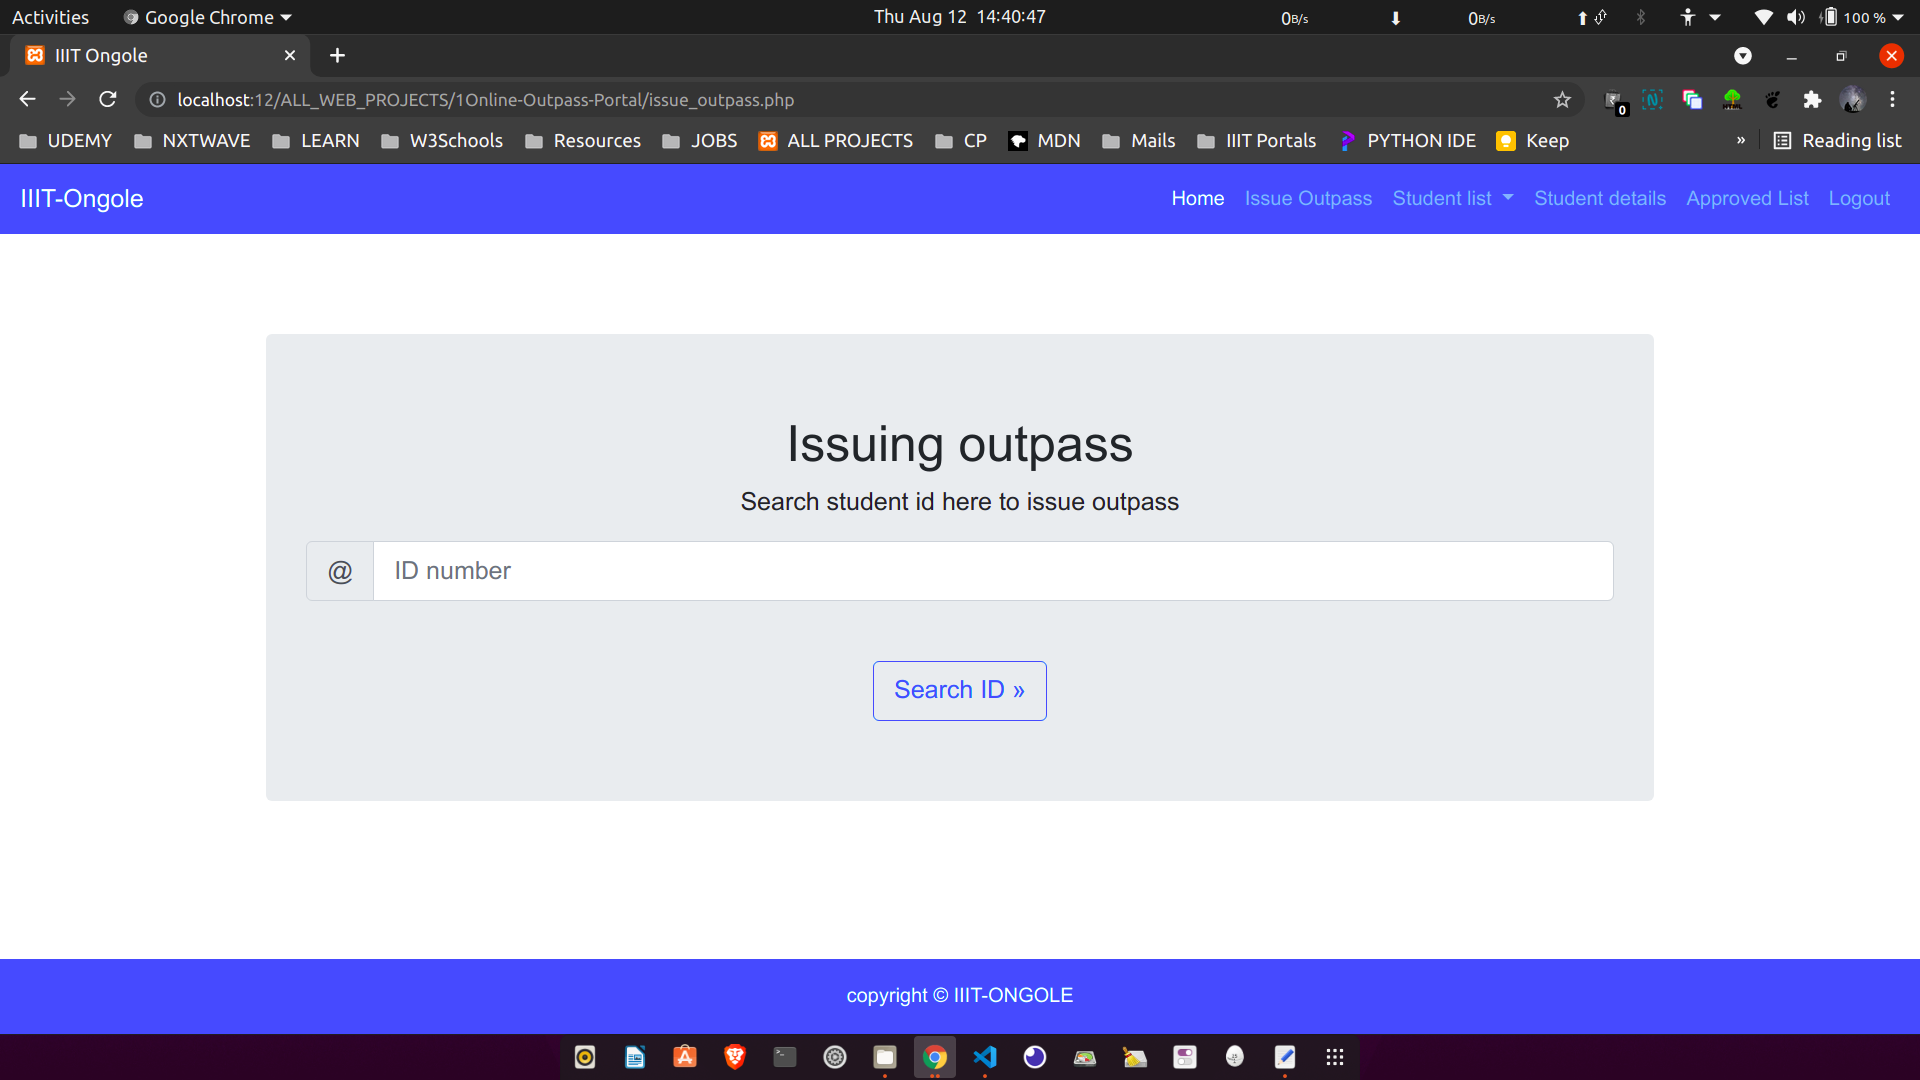 Activities Google Chrome Thu Aug 12 14:40:47 0B/s 0B/s 100 %
IIIT Ongole
localhost:12/ALL_WEB_PROJECTS/1Online-Outpass-Portal/issue_outpass.php 0
UDEMY NXTWAVE LEARN W3Schools Resources JOBS ALL PROJECTS CP MDN Mails IIIT Portals PYTHON IDE Keep » Reading list
IIIT-Ongole Home Issue Outpass Student list Student details Approved List Logout
Issuing outpass
Search student id here to issue outpass
@ ID number
Search ID »
copyright © IIIT-ONGOLE